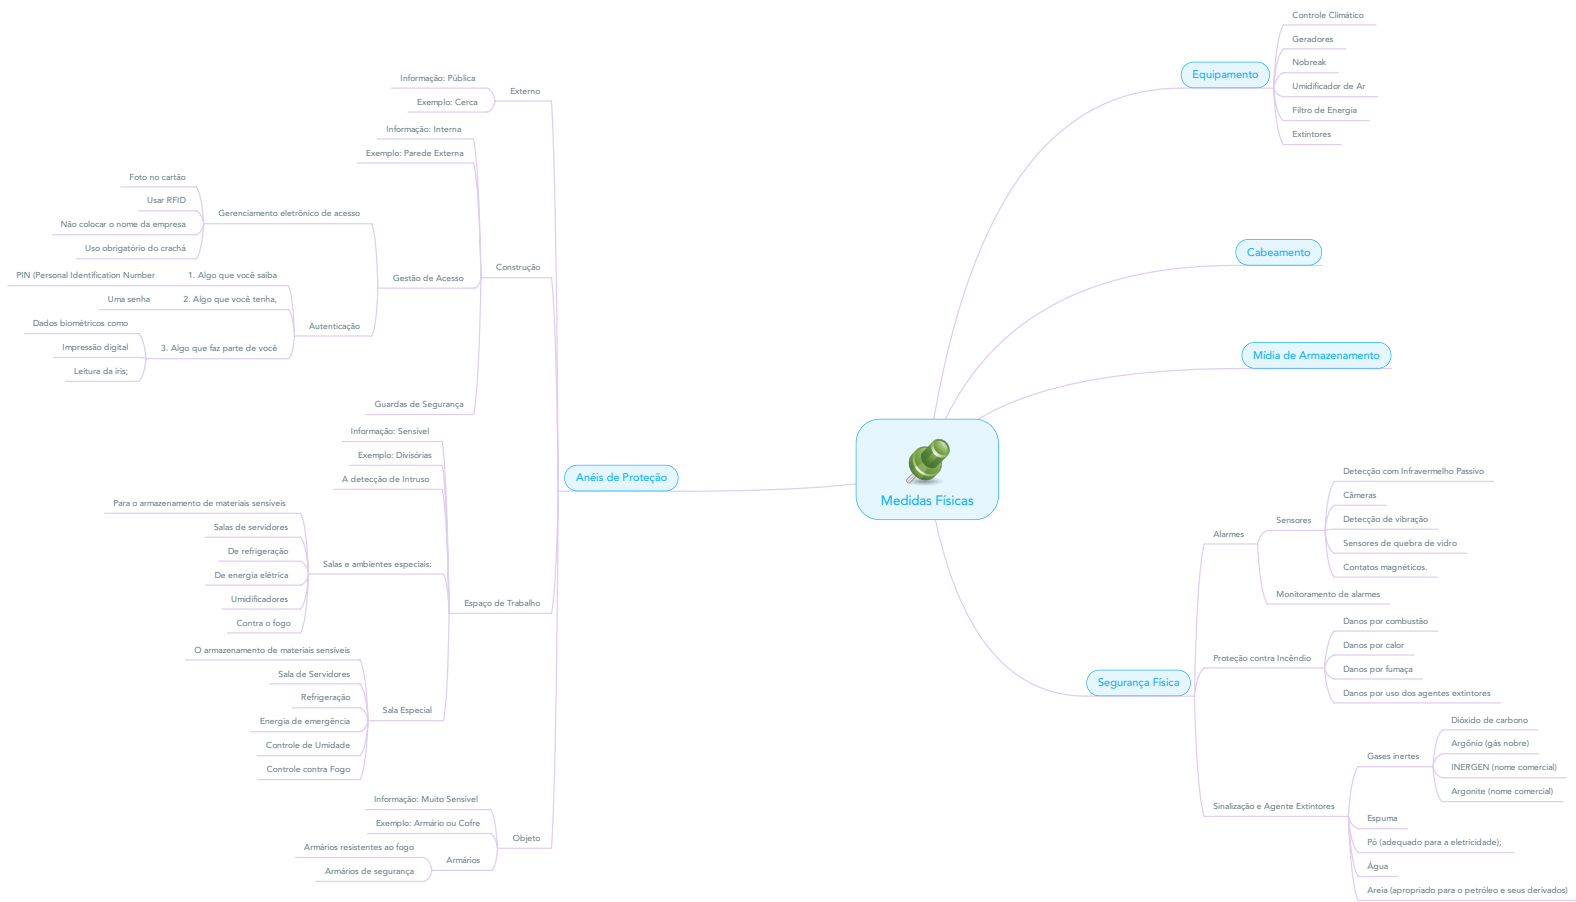 Medidas Físicas
Equipamento
Controle Climático
Geradores
Nobreak
Umidificador de Ar
Filtro de Energia
Extintores
Cabeamento
Mídia de Armazenamento
Segurança Física
Alarmes
Sensores
Detecção com Infravermelho Passivo
Câmeras
Detecção de vibração
Sensores de quebra de vidro
Contatos magnéticos.
Monitoramento de alarmes
Proteção contra Incêndio
Danos por combustão
Danos por calor
Danos por fumaça
Danos por uso dos agentes extintores
Sinalização e Agente Extintores
Gases inertes
Dióxido de carbono
Argônio (gás nobre)
INERGEN (nome comercial)
Argonite (nome comercial)
Espuma
Pó (adequado para a eletricidade);
Água
Areia (apropriado para o petróleo e seus derivados)
Anéis de Proteção
Externo
Informação: Pública
Exemplo: Cerca
Construção
Informação: Interna
Exemplo: Parede Externa
Gestão de Acesso
Gerenciamento eletrônico de acesso
Foto no cartão
Usar RFID
Não colocar o nome da empresa
Uso obrigatório do crachá
Autenticação
1. Algo que você saiba
PIN (Personal Identification Number
2. Algo que você tenha,
Uma senha
3. Algo que faz parte de você
Dados biométricos como
Impressão digital
Leitura da íris;
Guardas de Segurança
Espaço de Trabalho
Informação: Sensível
Exemplo: Divisórias
A detecção de Intruso
Salas e ambientes especiais:
Para o armazenamento de materiais sensíveis
Salas de servidores
De refrigeração
De energia elétrica
Umidificadores
Contra o fogo
Sala Especial
O armazenamento de materiais sensíveis
Sala de Servidores
Refrigeração
Energia de emergência
Controle de Umidade
Controle contra Fogo
Objeto
Informação: Muito Sensível
Exemplo: Armário ou Cofre
Armários
Armários resistentes ao fogo
Armários de segurança